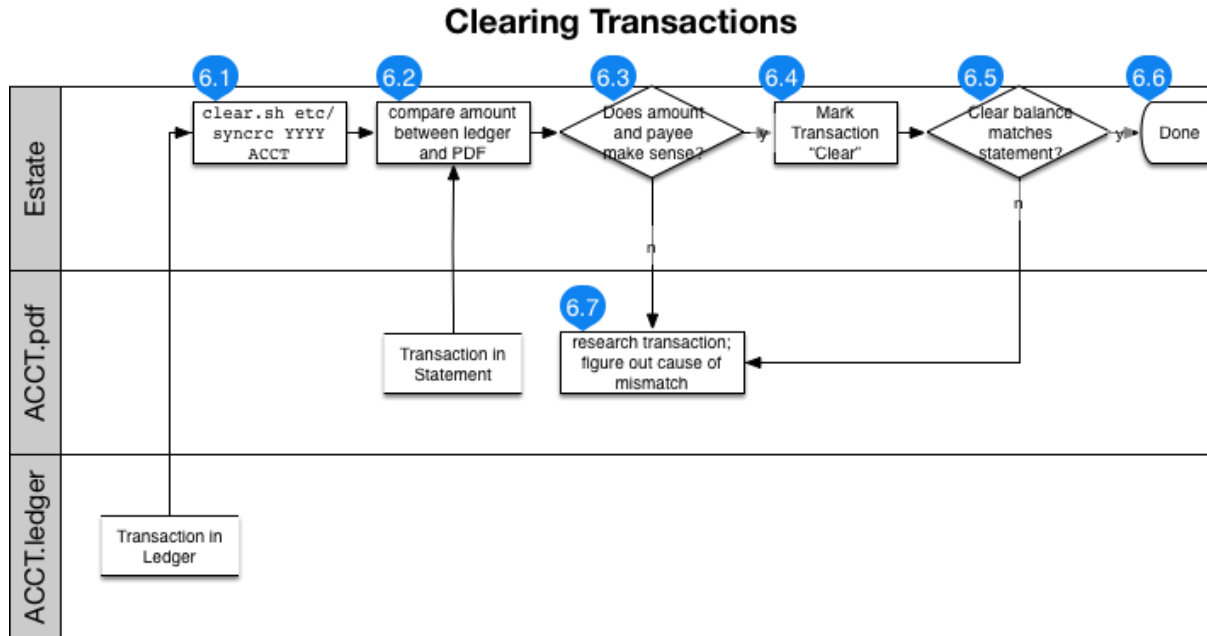 Clearing Transactions
6.1
6.2
6.3
6.4
6.5
6.6
Estate
clear.sh etc/
syncrc YYYY
ACCT
compare amount
between ledger
and PDF
Does amount
and payee
make sense?
y
Mark
Transaction
“Clear”
Clear balance
matches
statement?
y
Done
n
n
ACCT.pdf
Transaction in
Statement
6.7
research transaction;
figure out cause of
mismatch
ACCT.ledger
Transaction in
Ledger